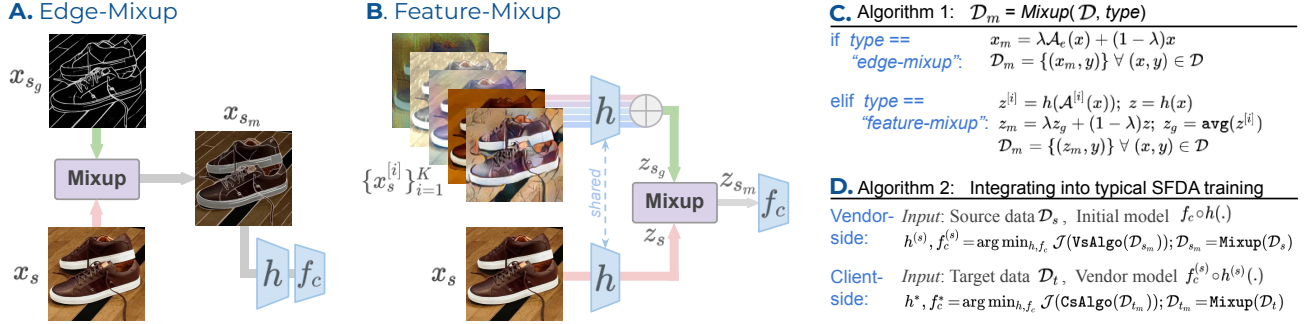 A. Edge-Mixup
x_{s_g}
x_{s_m}
Mixup
x_s
h f_c
B. Feature-Mixup
h
{x_s^{[i]}}_{i=1}^K
shared
z_{s_g}
z_{s_m}
Mixup
f_c
z_s
x_s
h
C. Algorithm 1: 𝒟_m = Mixup(𝒟, type)
if type == x_m = λ𝒜_e(x) + (1 − λ)x
"edge-mixup": 𝒟_m = {(x_m, y)} ∀ (x, y) ∈ 𝒟
elif type == z^{[i]} = h(𝒜^{[i]}(x)); z = h(x)
"feature-mixup": z_m = λz_g + (1 − λ)z; z_g = avg(z^{[i]})
𝒟_m = {(z_m, y)} ∀ (x, y) ∈ 𝒟
D. Algorithm 2: Integrating into typical SFDA training
Vendor- Input: Source data 𝒟_s , Initial model f_c∘h(.)
side: h^{(s)}, f_c^{(s)} = arg min_{h,f_c} 𝒥(VsAlgo(𝒟_{s_m})); 𝒟_{s_m} = Mixup(𝒟_s)
Client- Input: Target data 𝒟_t , Vendor model f_c^{(s)}∘h^{(s)}(.)
side: h^*, f_c^* = arg min_{h,f_c} 𝒥(CsAlgo(𝒟_{t_m})); 𝒟_{t_m} = Mixup(𝒟_t)